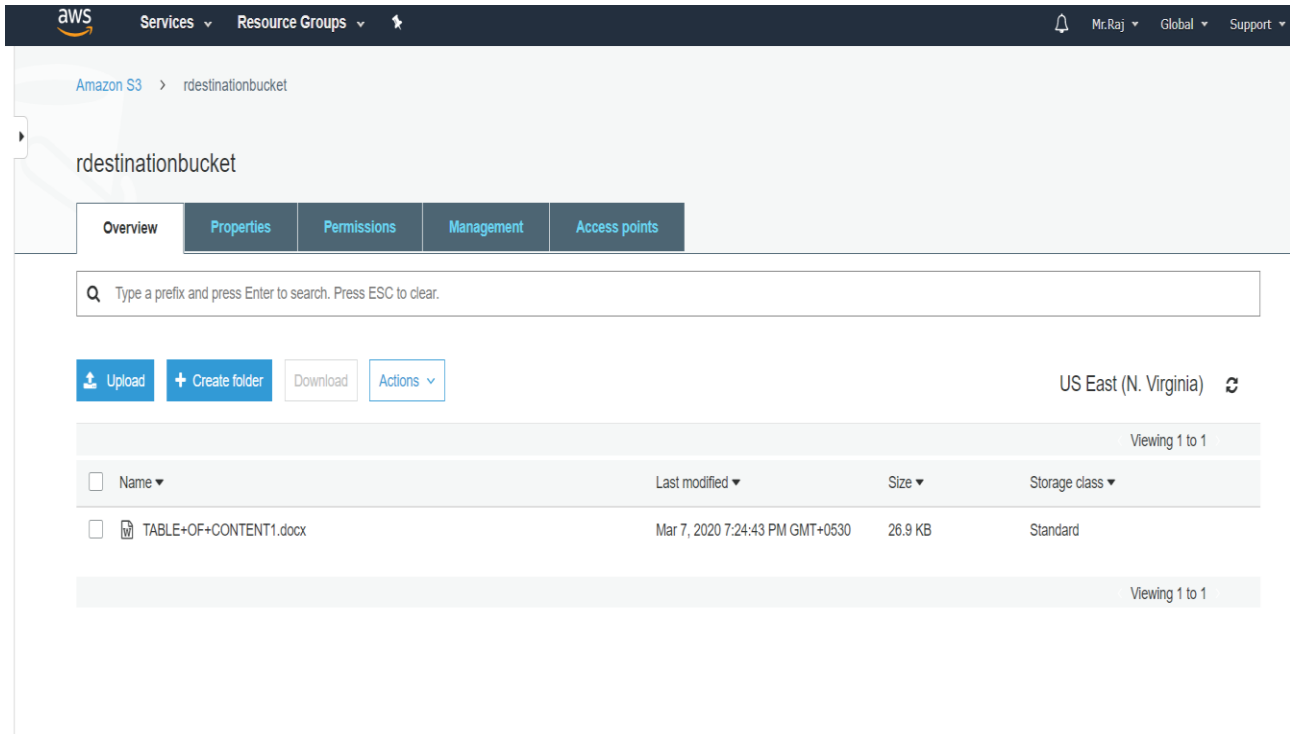 aws Services Resource Groups Mr.Raj Global Support
Amazon S3 > rdestinationbucket
rdestinationbucket
Overview Properties Permissions Management Access points
Type a prefix and press Enter to search. Press ESC to clear.
Upload + Create folder Download Actions US East (N. Virginia)
Viewing 1 to 1
Name Last modified Size Storage class
TABLE+OF+CONTENT1.docx Mar 7, 2020 7:24:43 PM GMT+0530 26.9 KB Standard
Viewing 1 to 1